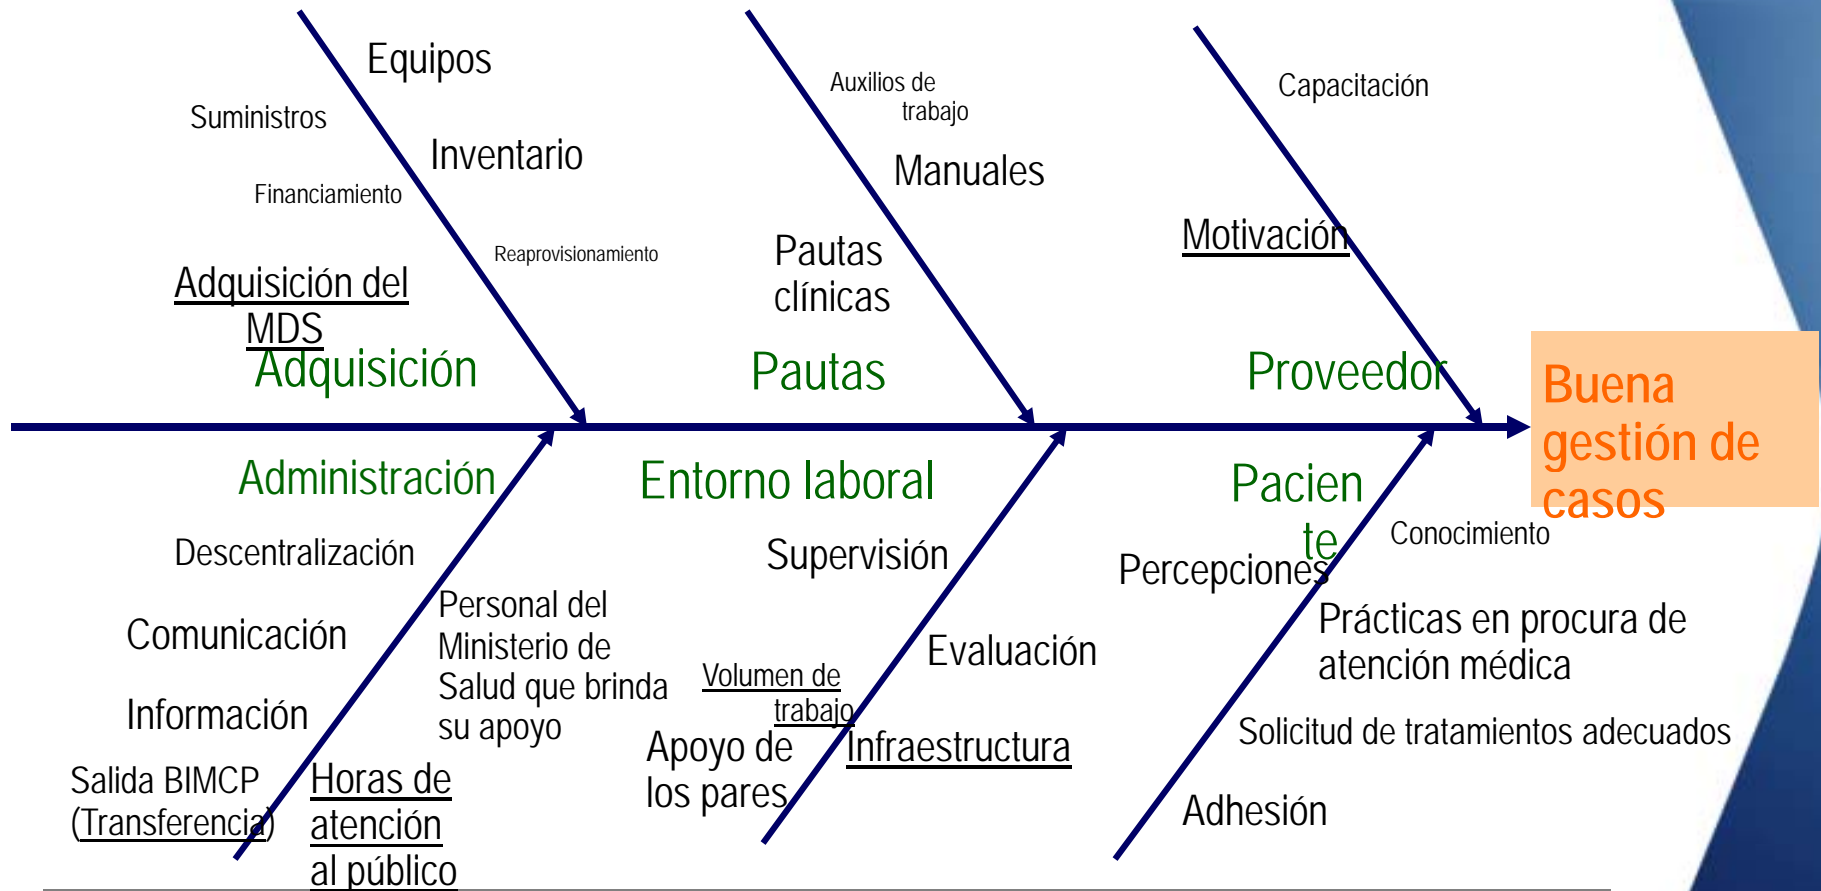 Equipos
Suministros
Inventario
Financiamiento
Reaprovisionamiento
Adquisición del
MDS
Adquisición
Auxilios de
trabajo
Manuales
Pautas
clínicas
Pautas
Capacitación
Motivación
Proveedor
Buena
gestión de
casos
Administración
Descentralización
Comunicación
Información
Salida BIMCP
(Transferencia)
Personal del
Ministerio de
Salud que brinda
su apoyo
Horas de
atención
al público
Entorno laboral
Supervisión
Evaluación
Volumen de
trabajo
Apoyo de
los pares
Infraestructura
Pacien
te
Conocimiento
Percepciones
Prácticas en procura de
atención médica
Solicitud de tratamientos adecuados
Adhesión